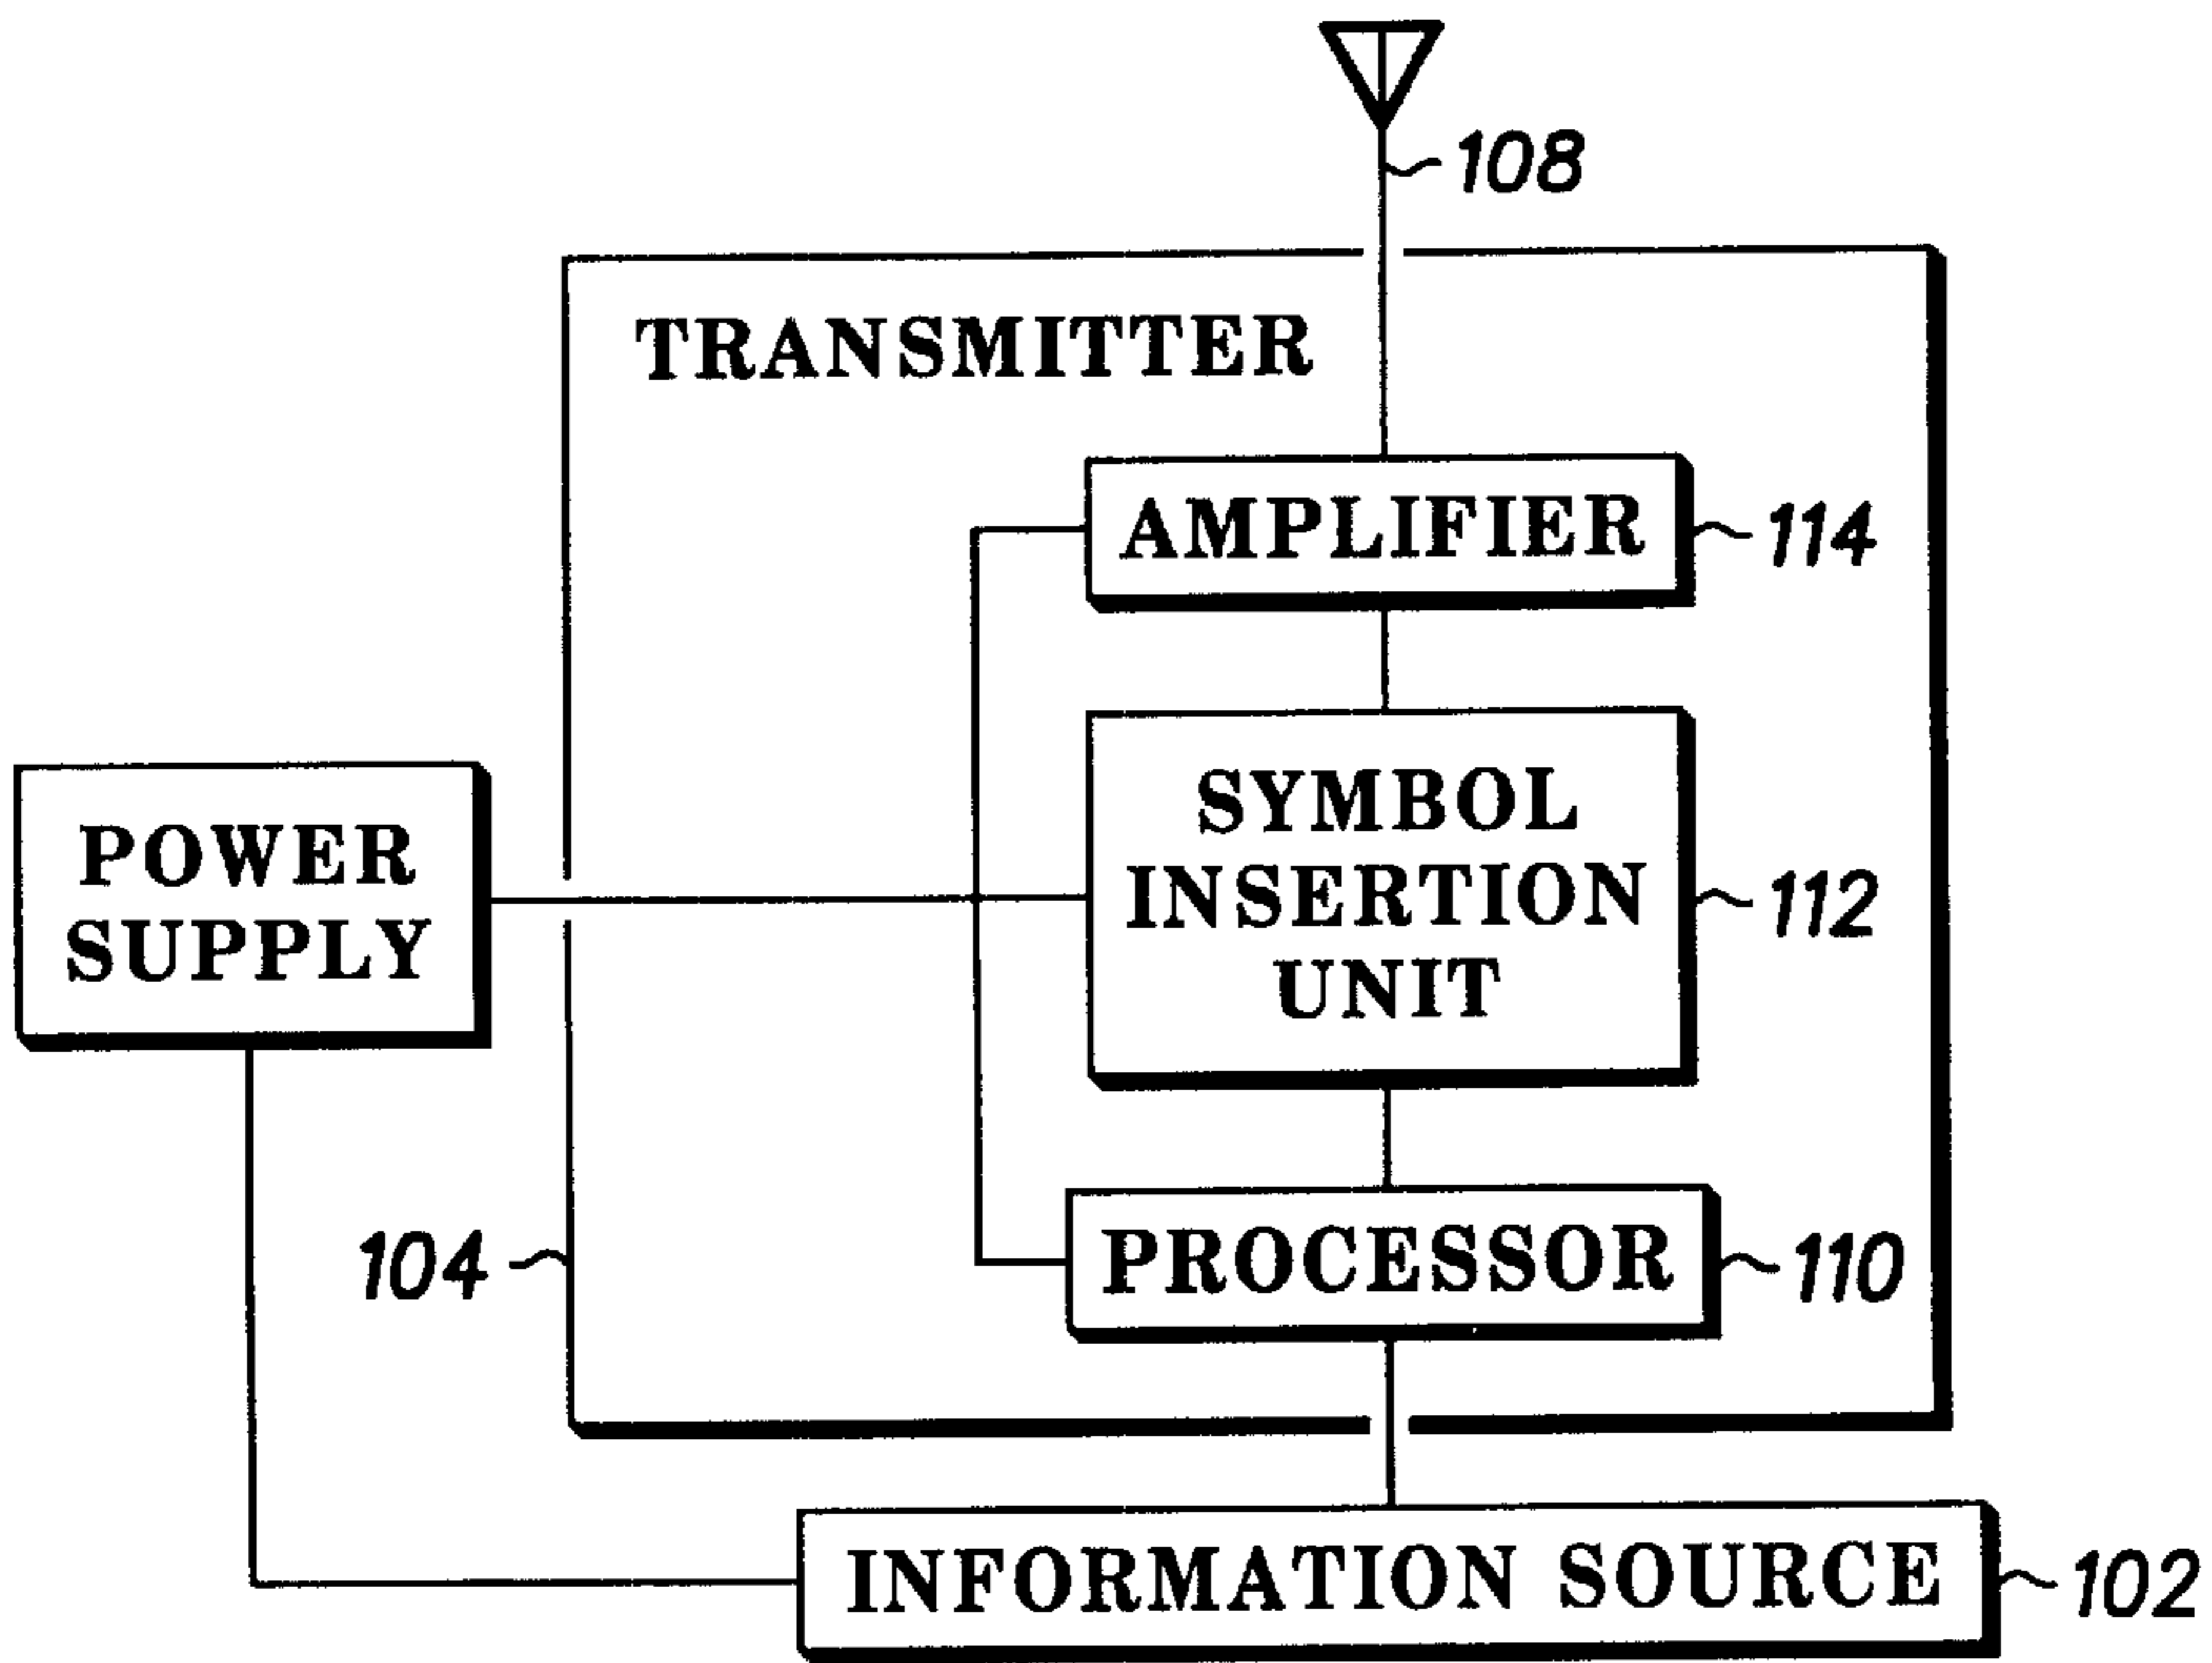 108
TRANSMITTER
AMPLIFIER
114
SYMBOL
INSERTION
UNIT
112
POWER
SUPPLY
104
PROCESSOR
110
INFORMATION SOURCE
102